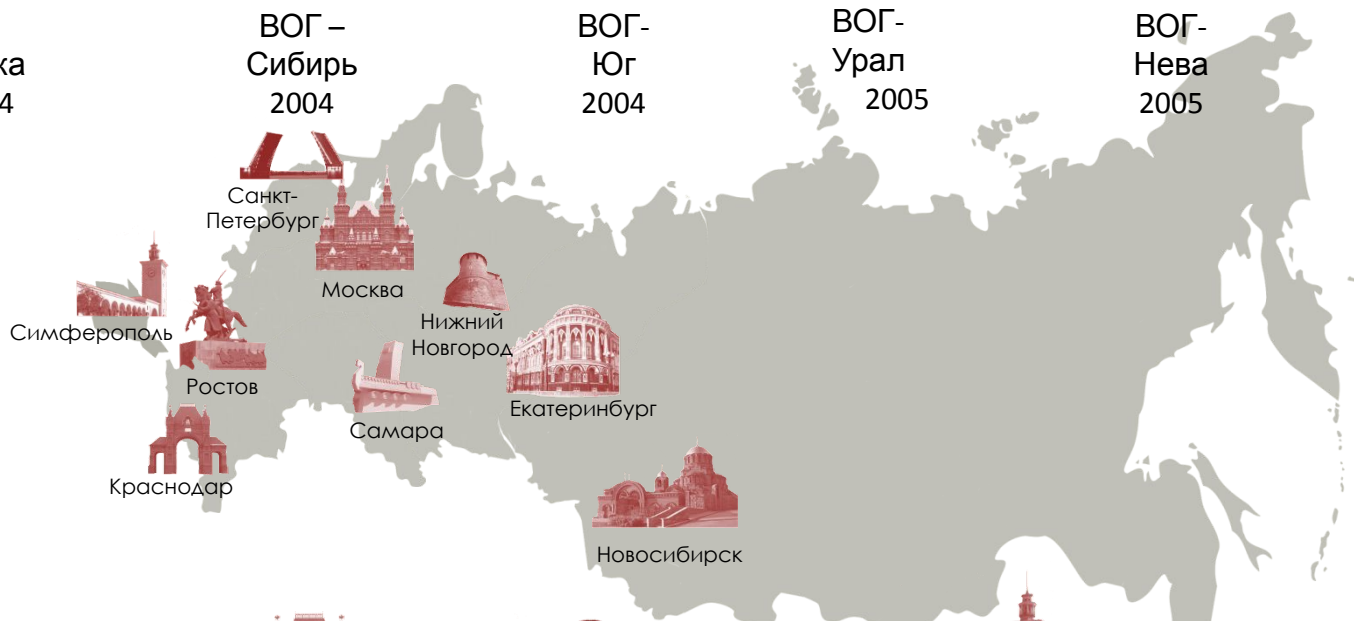 ВОГ –
Сибирь
2004
ВОГ-
Юг
2004
ВОГ-
Урал
2005
ВОГ-
Нева
2005
Санкт-
Петербург
Москва
Нижний
Новгород
Симферополь
Ростов
Екатеринбург
Самара
Краснодар
Новосибирск